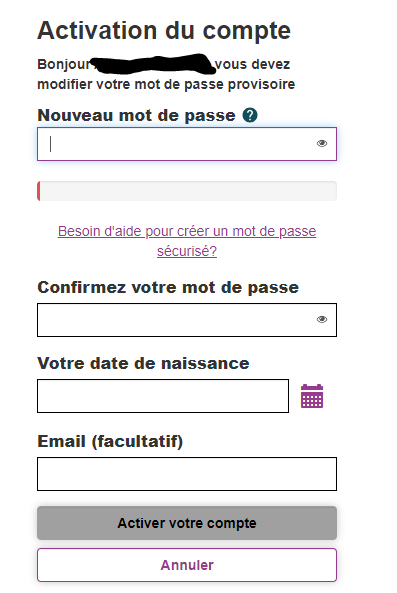 Activation du compte
Bonjour vous devez
modifier votre mot de passe provisoire
Nouveau mot de passe ?
Besoin d'aide pour créer un mot de passe
sécurisé?
Confirmez votre mot de passe
Votre date de naissance
Email (facultatif)
Activer votre compte
Annuler